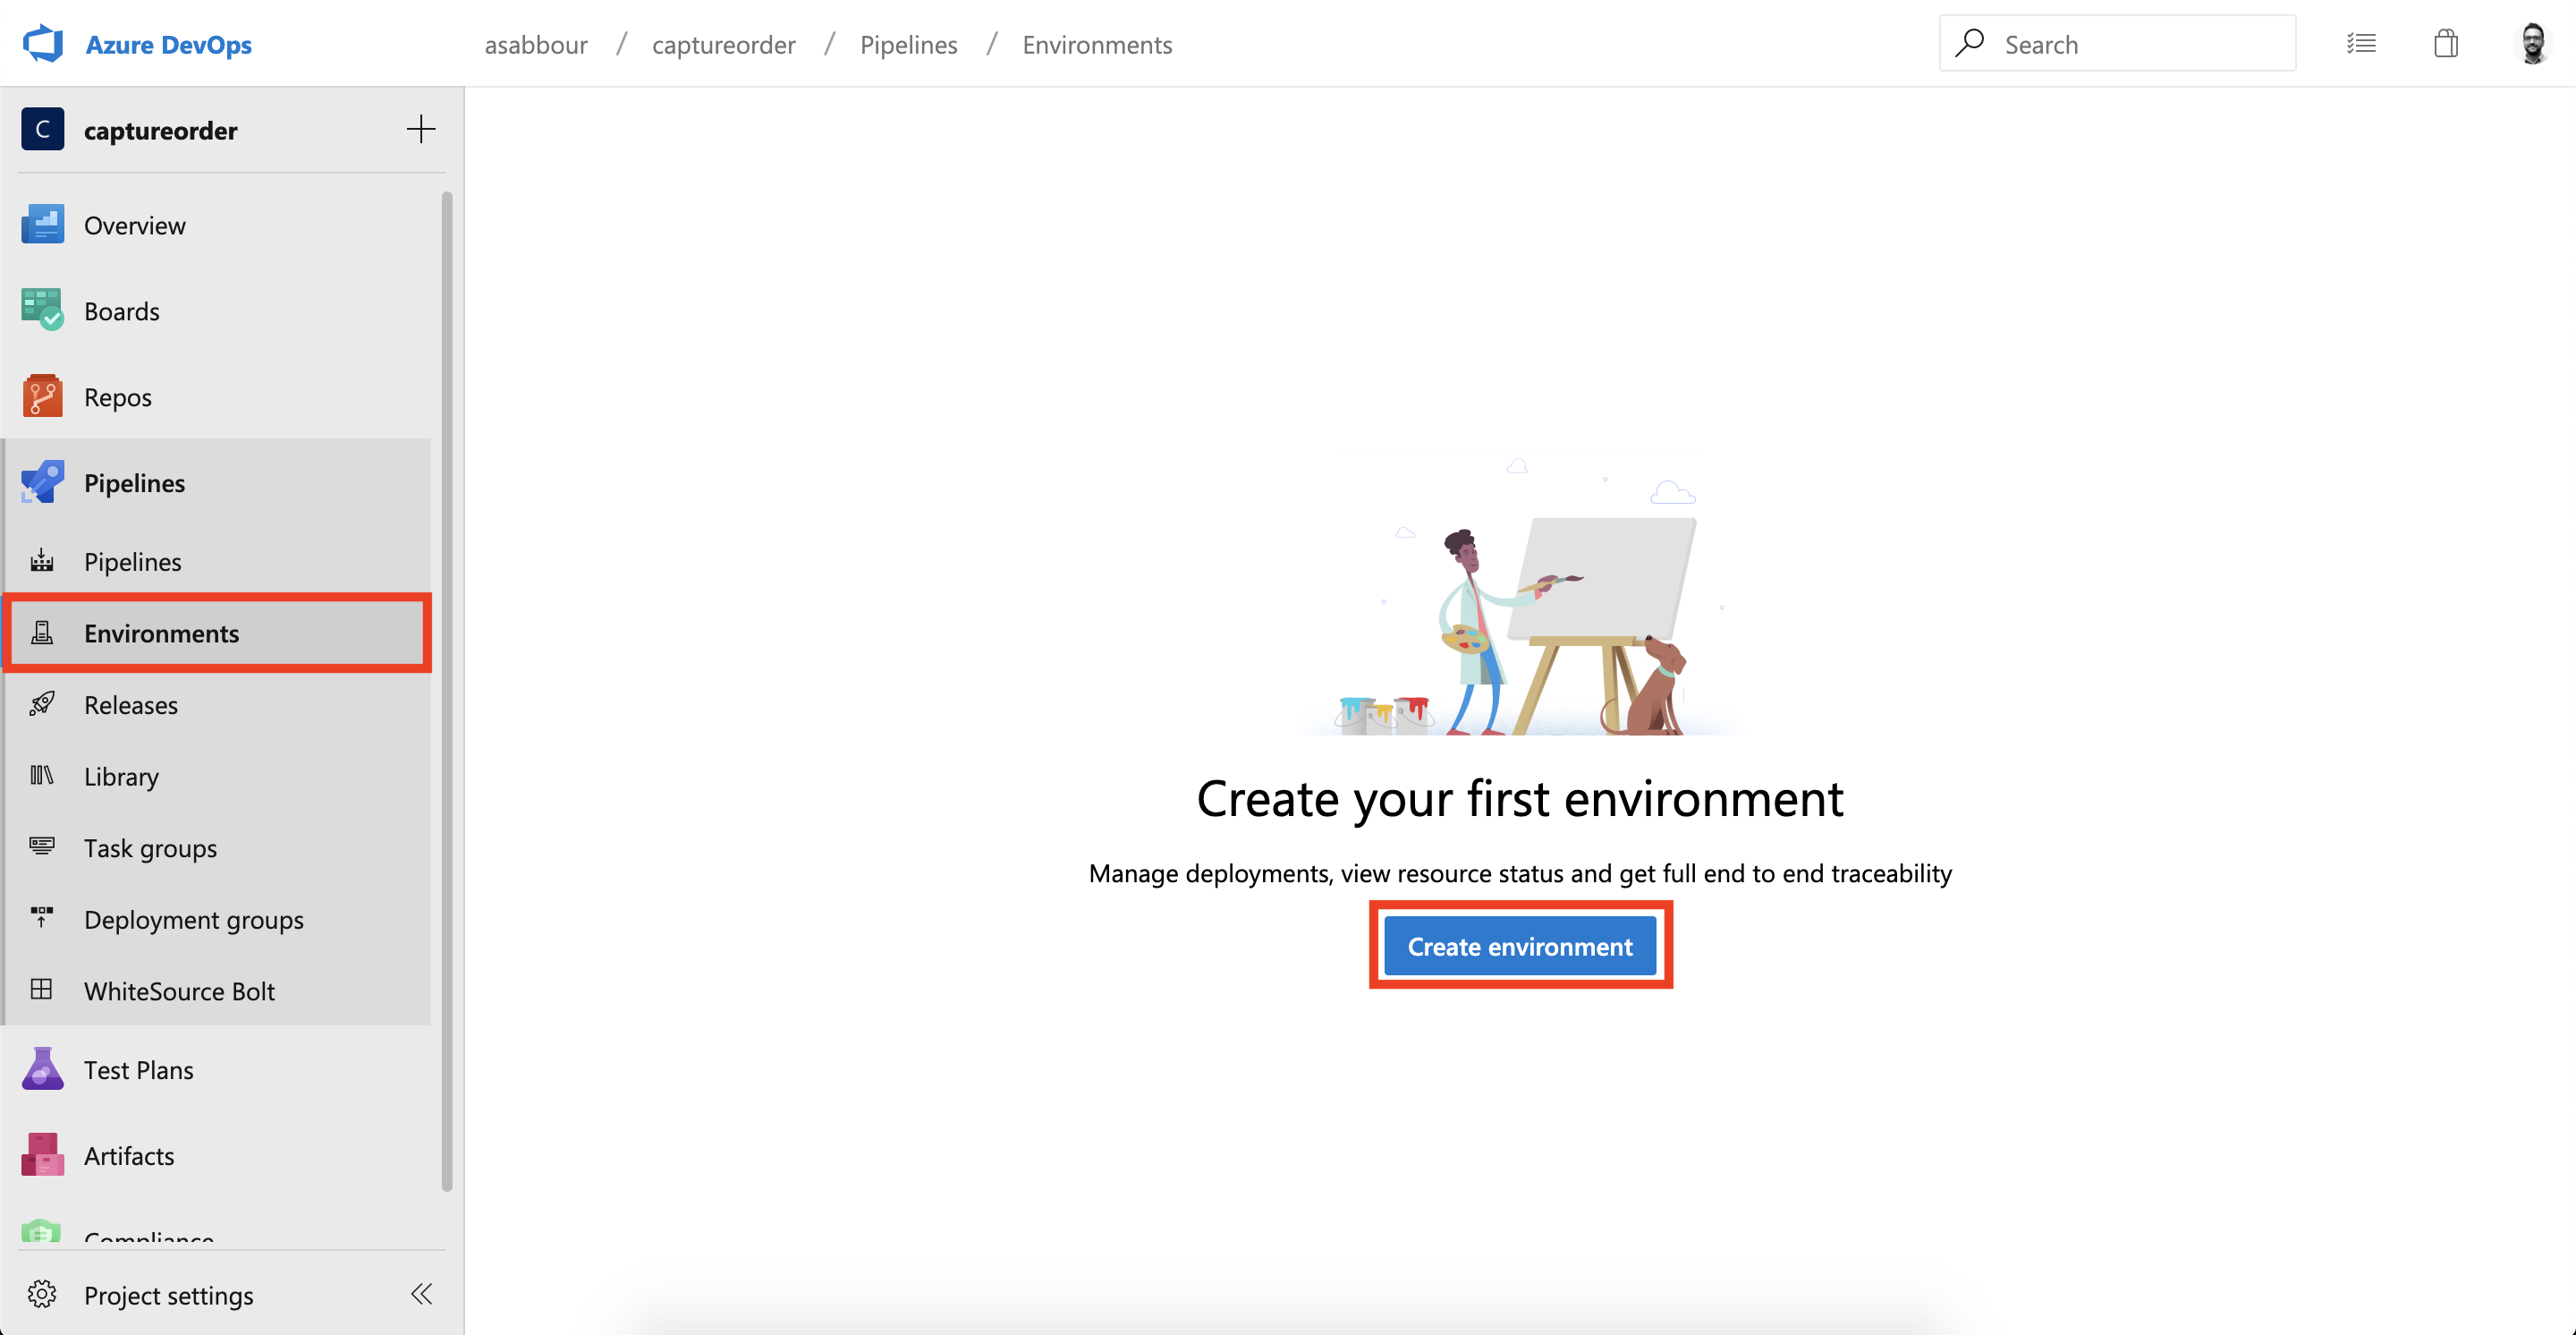 Azure DevOps
asabbour / captureorder / Pipelines / Environments
Search
C captureorder
Overview
Boards
Repos
Pipelines
Pipelines
Environments
Releases
Library
Task groups
Deployment groups
WhiteSource Bolt
Test Plans
Artifacts
Compliance
Project settings
Create your first environment
Manage deployments, view resource status and get full end to end traceability
Create environment